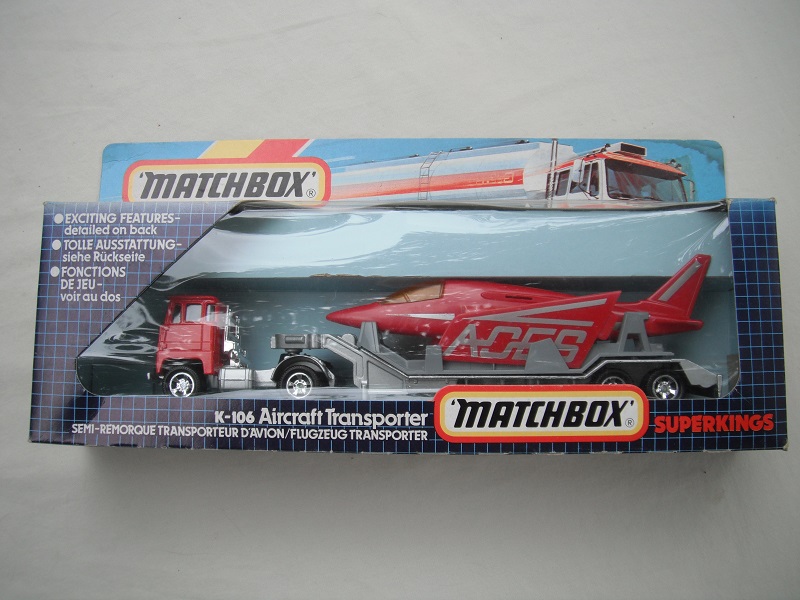 'MATCHBOX'®
● EXCITING FEATURES-
detailed on back
● TOLLE AUSSTATTUNG-
siehe Rückseite
● FONCTIONS
DE JEU-
voir au dos
ACES
K-106 Aircraft Transporter
SEMI-REMORQUE TRANSPORTEUR D'AVION/FLUGZEUG TRANSPORTER
'MATCHBOX'®
SUPERKINGS